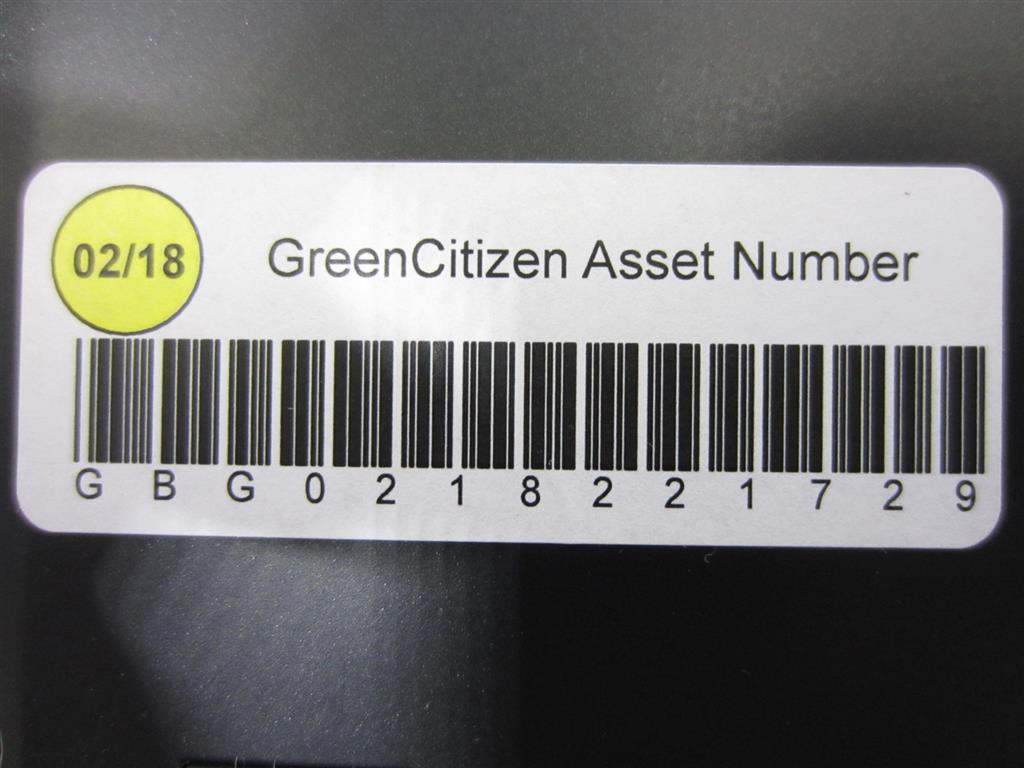 02/18
GreenCitizen Asset Number
G B G 0 2 1 8 2 2 1 7 2 9